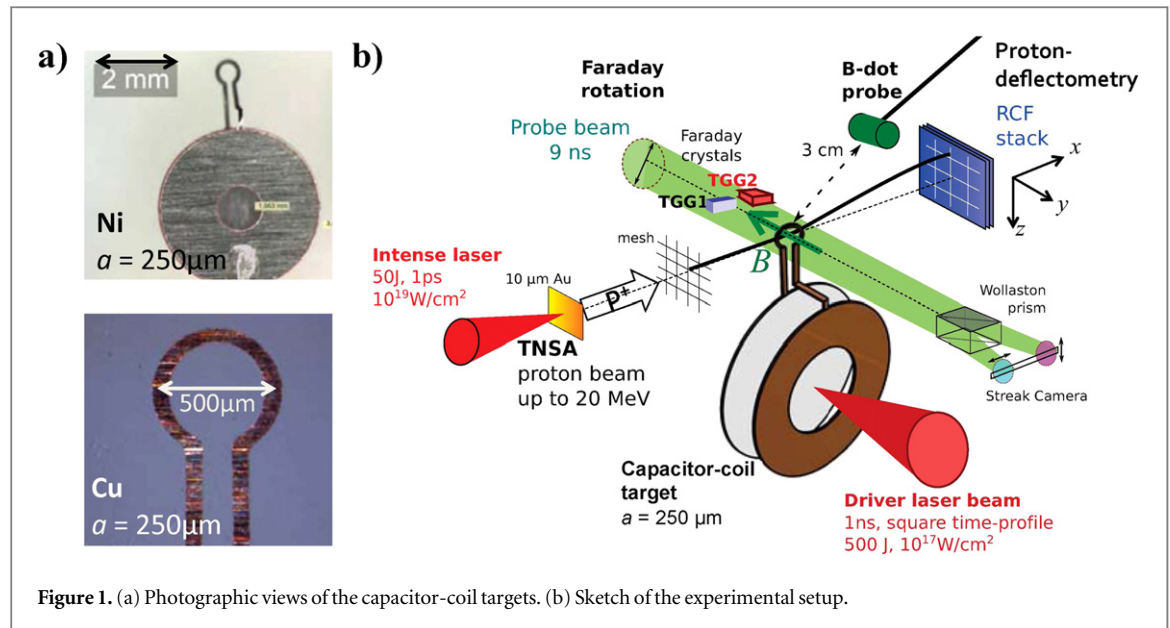 a)
2 mm
Ni
a = 250µm
500µm
Cu
a = 250µm
b)
Faraday
rotation
Probe beam
9 ns
Faraday
crystals
TGG2
TGG1
B-dot
probe
3 cm
Proton-
deflectometry
RCF
stack
x
y
z
mesh
B
Intense laser
50J, 1ps
10¹⁹W/cm²
10 µm Au
P⁺
TNSA
proton beam
up to 20 MeV
Wollaston
prism
Streak Camera
Capacitor-coil
target
a = 250 µm
Driver laser beam
1ns, square time-profile
500 J, 10¹⁷W/cm²
Figure 1. (a) Photographic views of the capacitor-coil targets. (b) Sketch of the experimental setup.